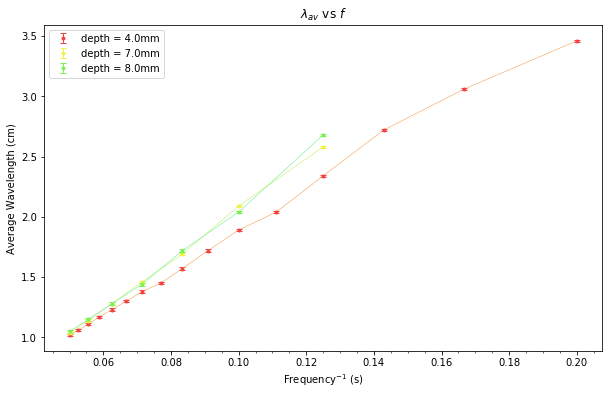 λ_av vs f
depth = 4.0mm
depth = 7.0mm
depth = 8.0mm
3.5
3.0
2.5
2.0
1.5
1.0
Average Wavelength (cm)
0.06 0.08 0.10 0.12 0.14 0.16 0.18 0.20
Frequency⁻¹ (s)